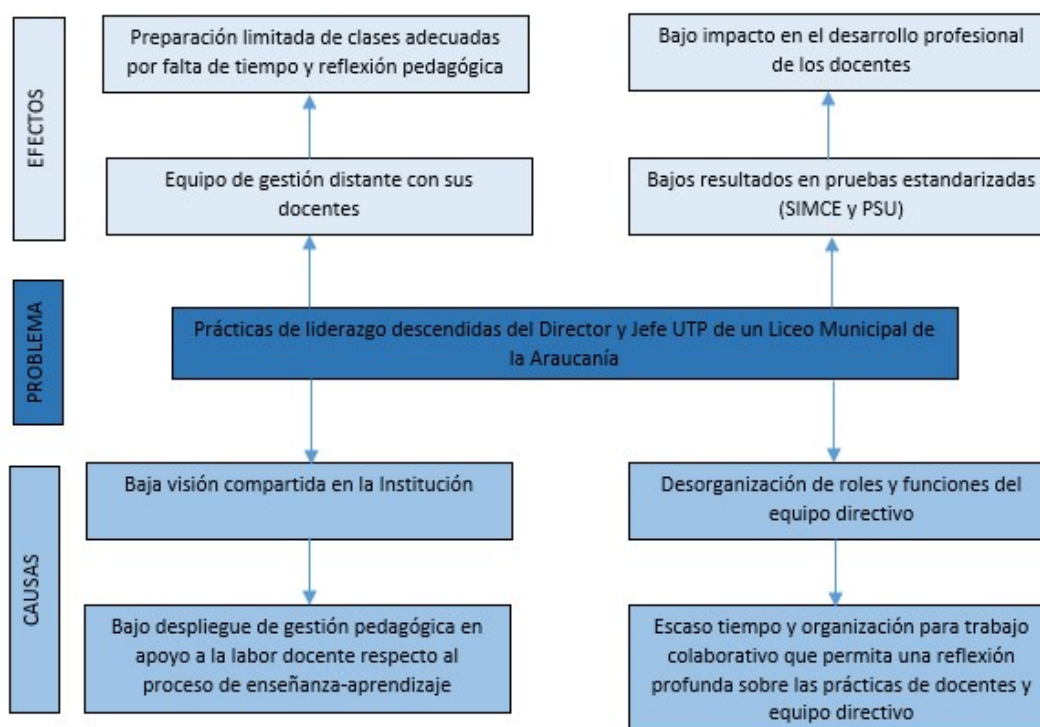 EFECTOS
Preparación limitada de clases adecuadas
por falta de tiempo y reflexión pedagógica
Bajo impacto en el desarrollo profesional
de los docentes
Equipo de gestión distante con sus
docentes
Bajos resultados en pruebas estandarizadas
(SIMCE y PSU)
PROBLEMA
Prácticas de liderazgo descendidas del Director y Jefe UTP de un Liceo Municipal de
la Araucanía
CAUSAS
Baja visión compartida en la Institución
Desorganización de roles y funciones del
equipo directivo
Bajo despliegue de gestión pedagógica en
apoyo a la labor docente respecto al
proceso de enseñanza-aprendizaje
Escaso tiempo y organización para trabajo
colaborativo que permita una reflexión
profunda sobre las prácticas de docentes y
equipo directivo